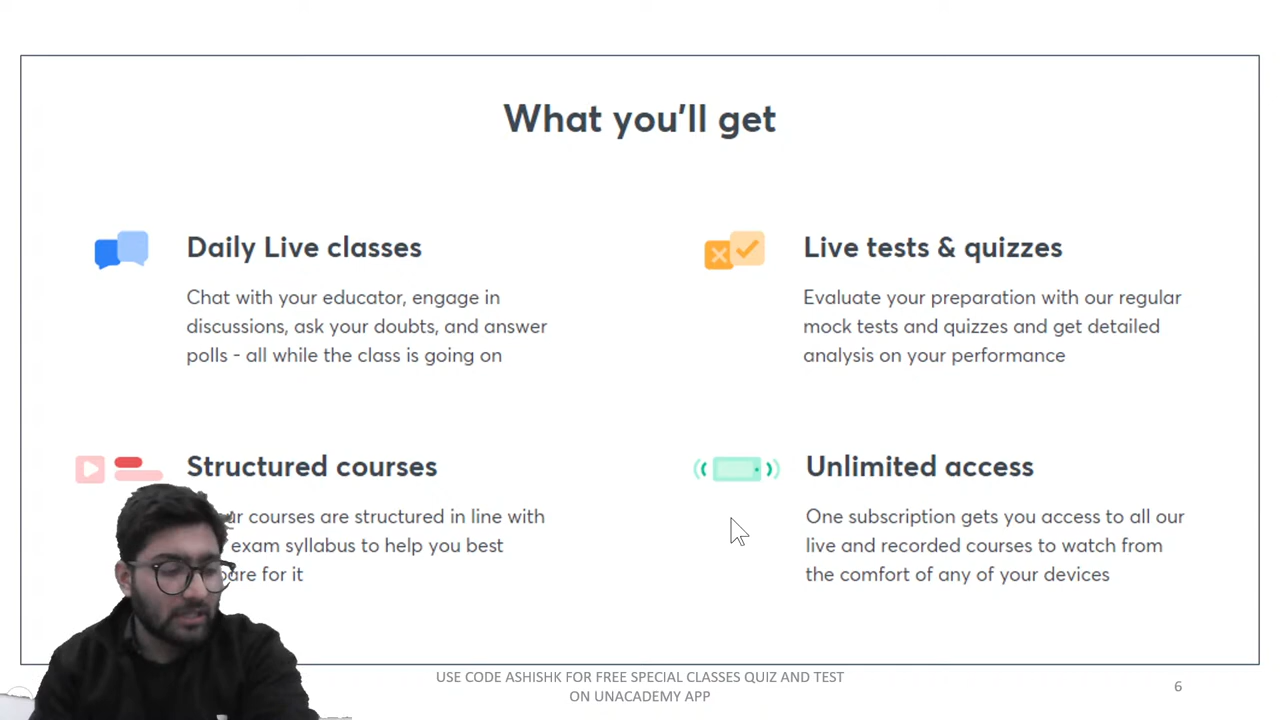 What you'll get
Daily Live classes
Chat with your educator, engage in
discussions, ask your doubts, and answer
polls - all while the class is going on
Live tests & quizzes
Evaluate your preparation with our regular
mock tests and quizzes and get detailed
analysis on your performance
Structured courses
courses are structured in line with
exam syllabus to help you best
for it
Unlimited access
One subscription gets you access to all our
live and recorded courses to watch from
the comfort of any of your devices
USE CODE ASHISHK FOR FREE SPECIAL CLASSES QUIZ AND TEST
ON UNACADEMY APP
6